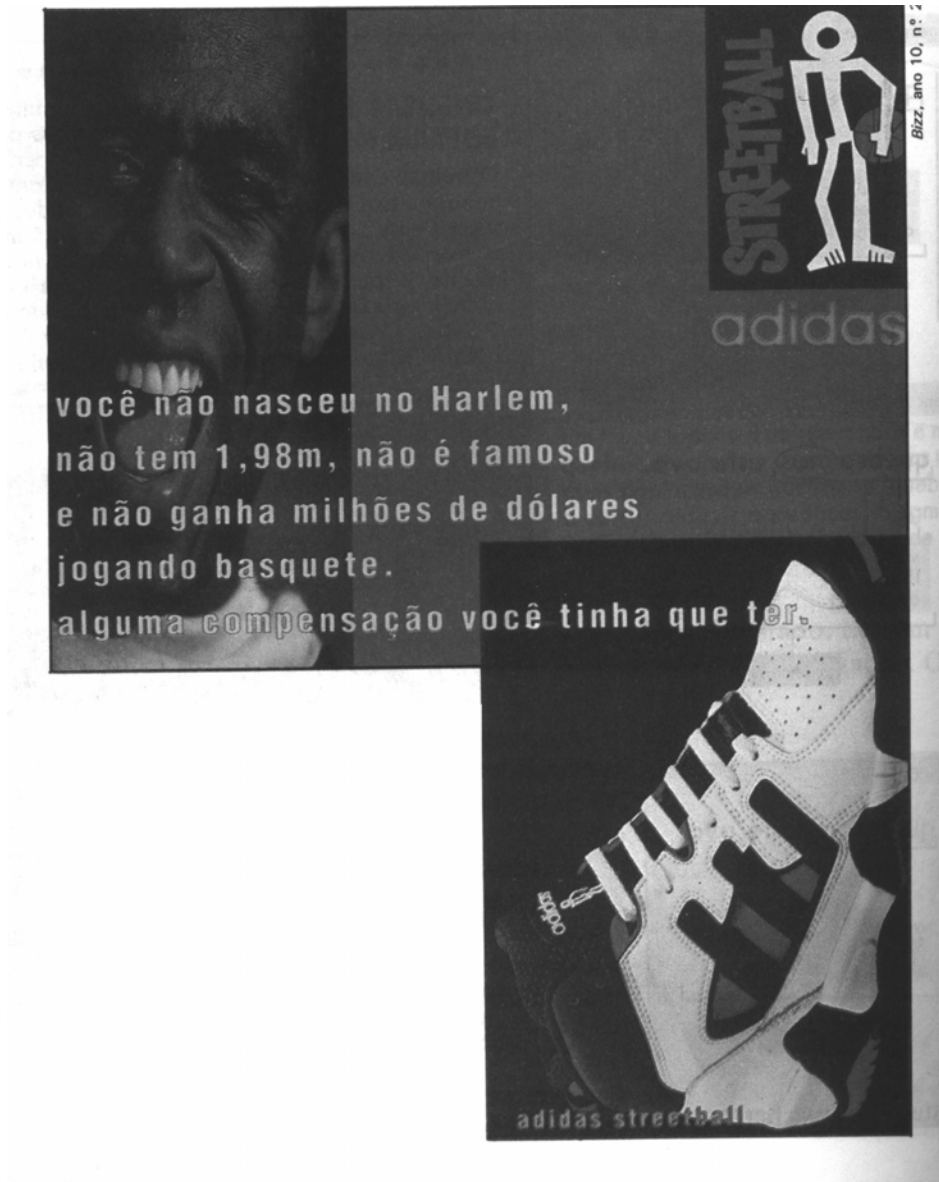 STREETBALL
Bizz, ano 10, n.º 2
adidas
você não nasceu no Harlem,
não tem 1,98m, não é famoso
e não ganha milhões de dólares
jogando basquete.
alguma compensação você tinha que ter.
adidas
adidas streetball